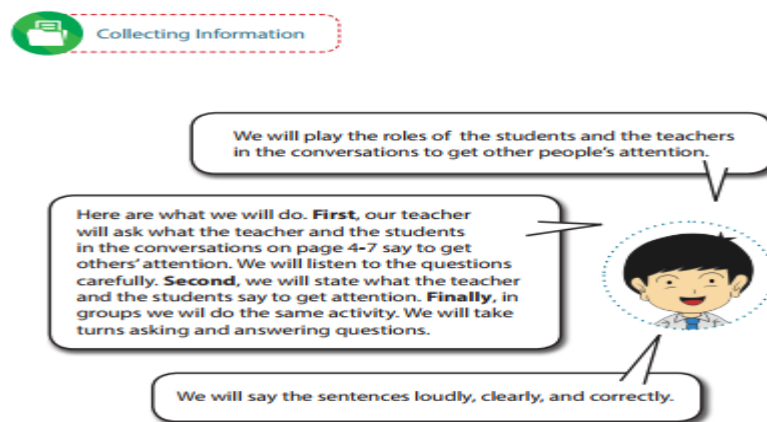 Collecting Information
We will play the roles of the students and the teachers
in the conversations to get other people's attention.
Here are what we will do. First, our teacher
will ask what the teacher and the students
in the conversations on page 4-7 say to get
others' attention. We will listen to the questions
carefully. Second, we will state what the teacher
and the students say to get attention. Finally, in
groups we wil do the same activity. We will take
turns asking and answering questions.
We will say the sentences loudly, clearly, and correctly.